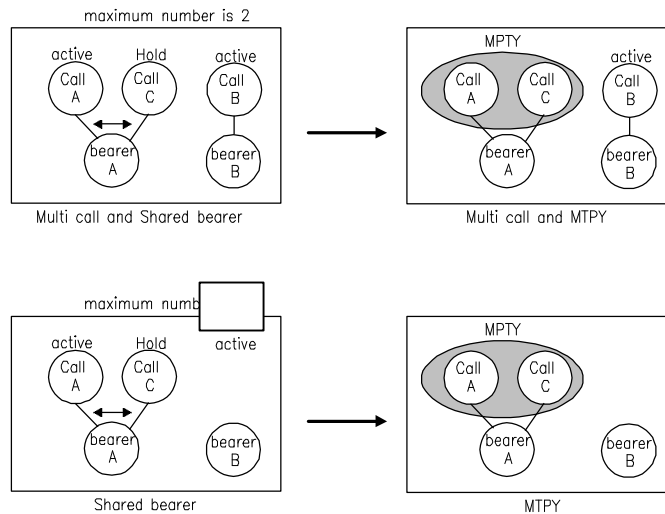 maximum number is 2
active Hold active
Call A Call C Call B
bearer A bearer B
Multi call and Shared bearer
MPTY active
Call A Call C Call B
bearer A bearer B
Multi call and MTPY
maximum
active Hold active
Call A Call C
bearer A bearer B
Shared bearer
MPTY
Call A Call C
bearer A bearer B
MTPY